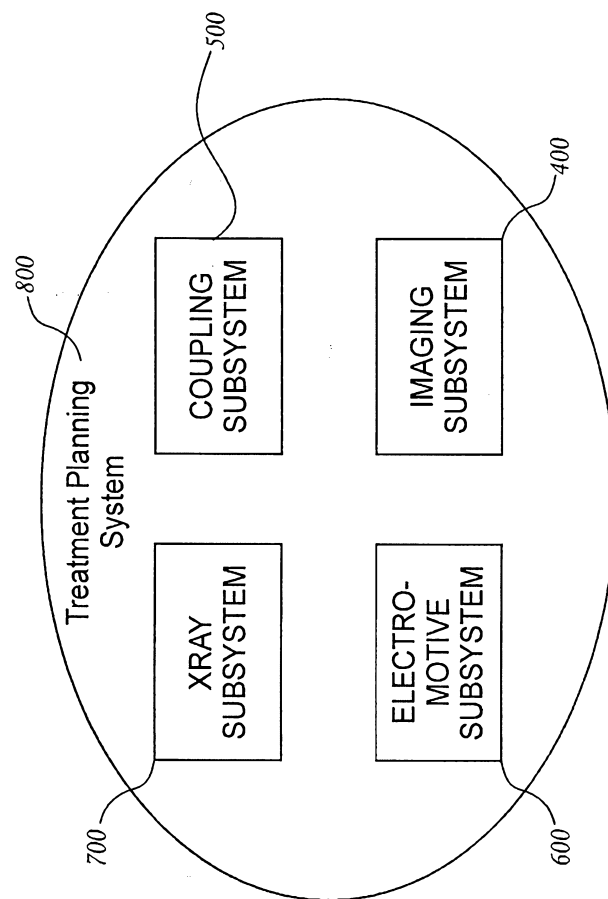 800
Treatment Planning
System
700
XRAY
SUBSYSTEM
COUPLING
SUBSYSTEM
500
ELECTRO-
MOTIVE
SUBSYSTEM
600
IMAGING
SUBSYSTEM
400